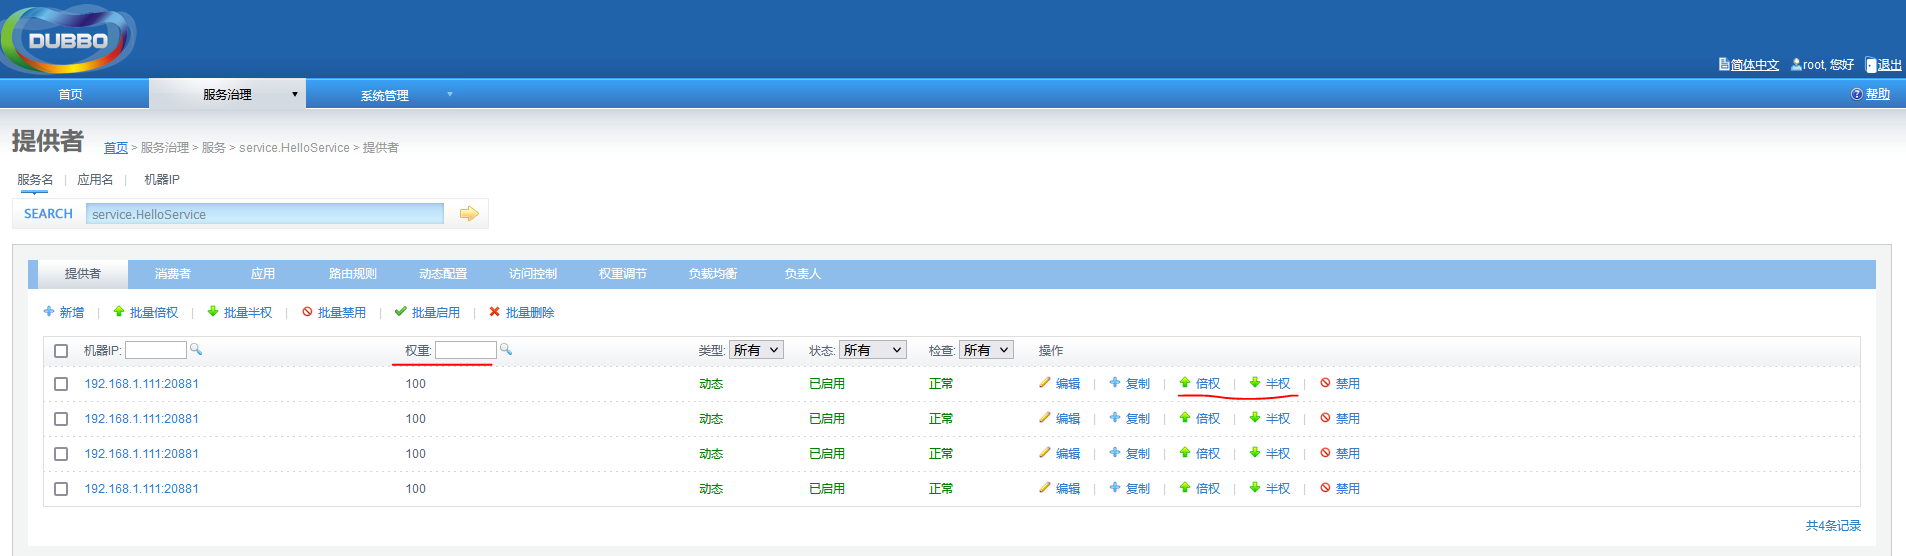 DUBBO
简体中文 root, 您好 退出
首页 服务治理 系统管理 帮助
提供者 首页 > 服务治理 > 服务 > service.HelloService > 提供者
服务名 | 应用名 | 机器IP
SEARCH service.HelloService
提供者 消费者 应用 路由规则 动态配置 访问控制 权重调节 负载均衡 负责人
新增 | 批量倍权 | 批量半权 | 批量禁用 | 批量启用 | 批量删除
机器IP: 权重: 类型: 所有 状态: 所有 检查: 所有 操作
192.168.1.111:20881 100 动态 已启用 正常 编辑 | 复制 | 倍权 | 半权 | 禁用
192.168.1.111:20881 100 动态 已启用 正常 编辑 | 复制 | 倍权 | 半权 | 禁用
192.168.1.111:20881 100 动态 已启用 正常 编辑 | 复制 | 倍权 | 半权 | 禁用
192.168.1.111:20881 100 动态 已启用 正常 编辑 | 复制 | 倍权 | 半权 | 禁用
共4条记录